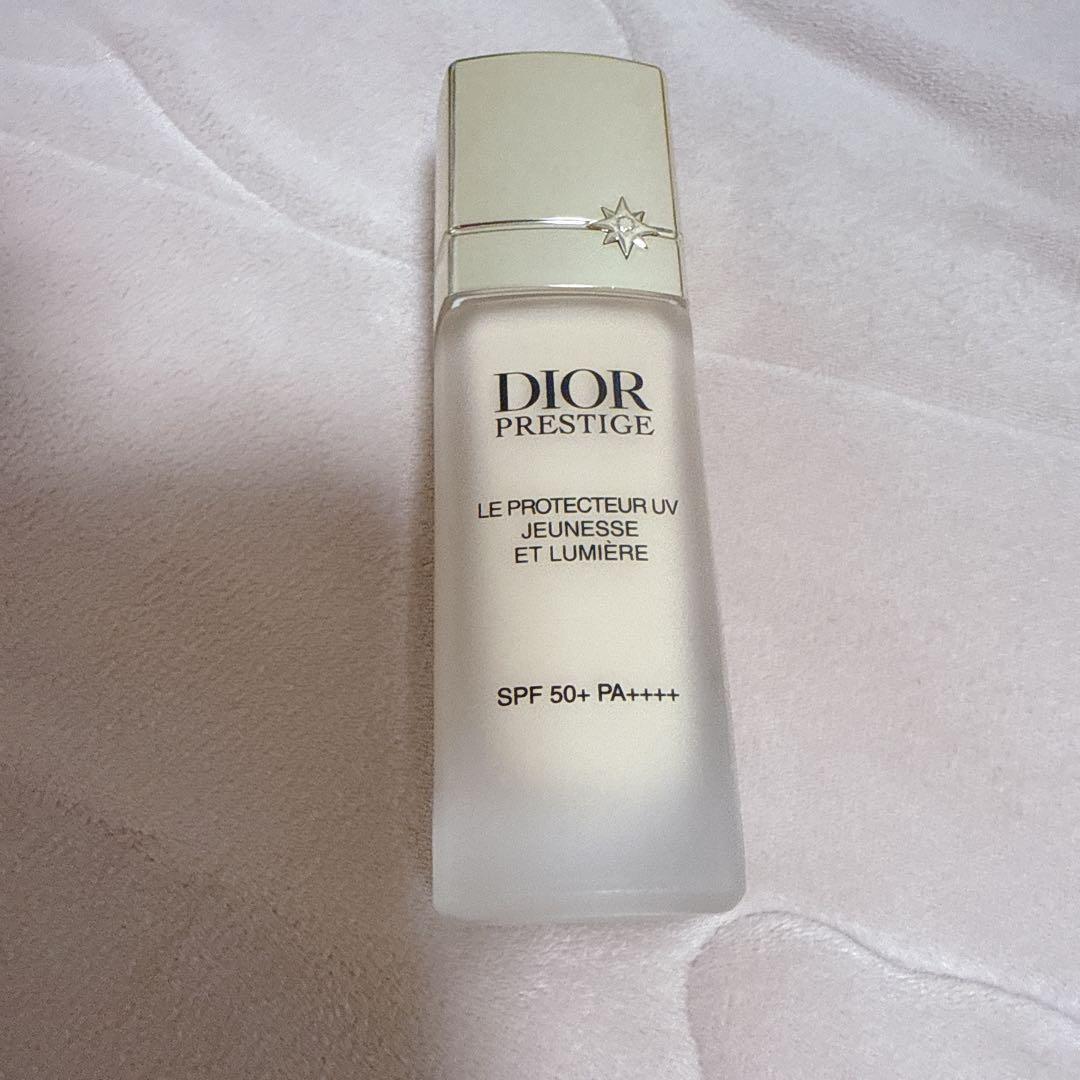 DIOR
PRESTIGE
LE PROTECTEUR UV
JEUNESSE
ET LUMIÈRE
SPF 50+ PA++++